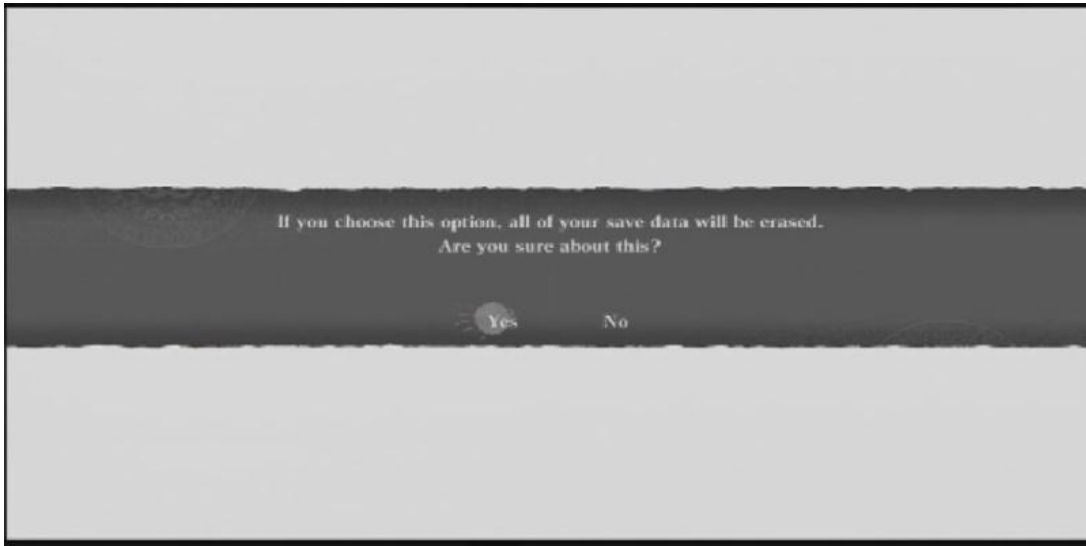 If you choose this option, all of your save data will be erased.
Are you sure about this?
Yes No